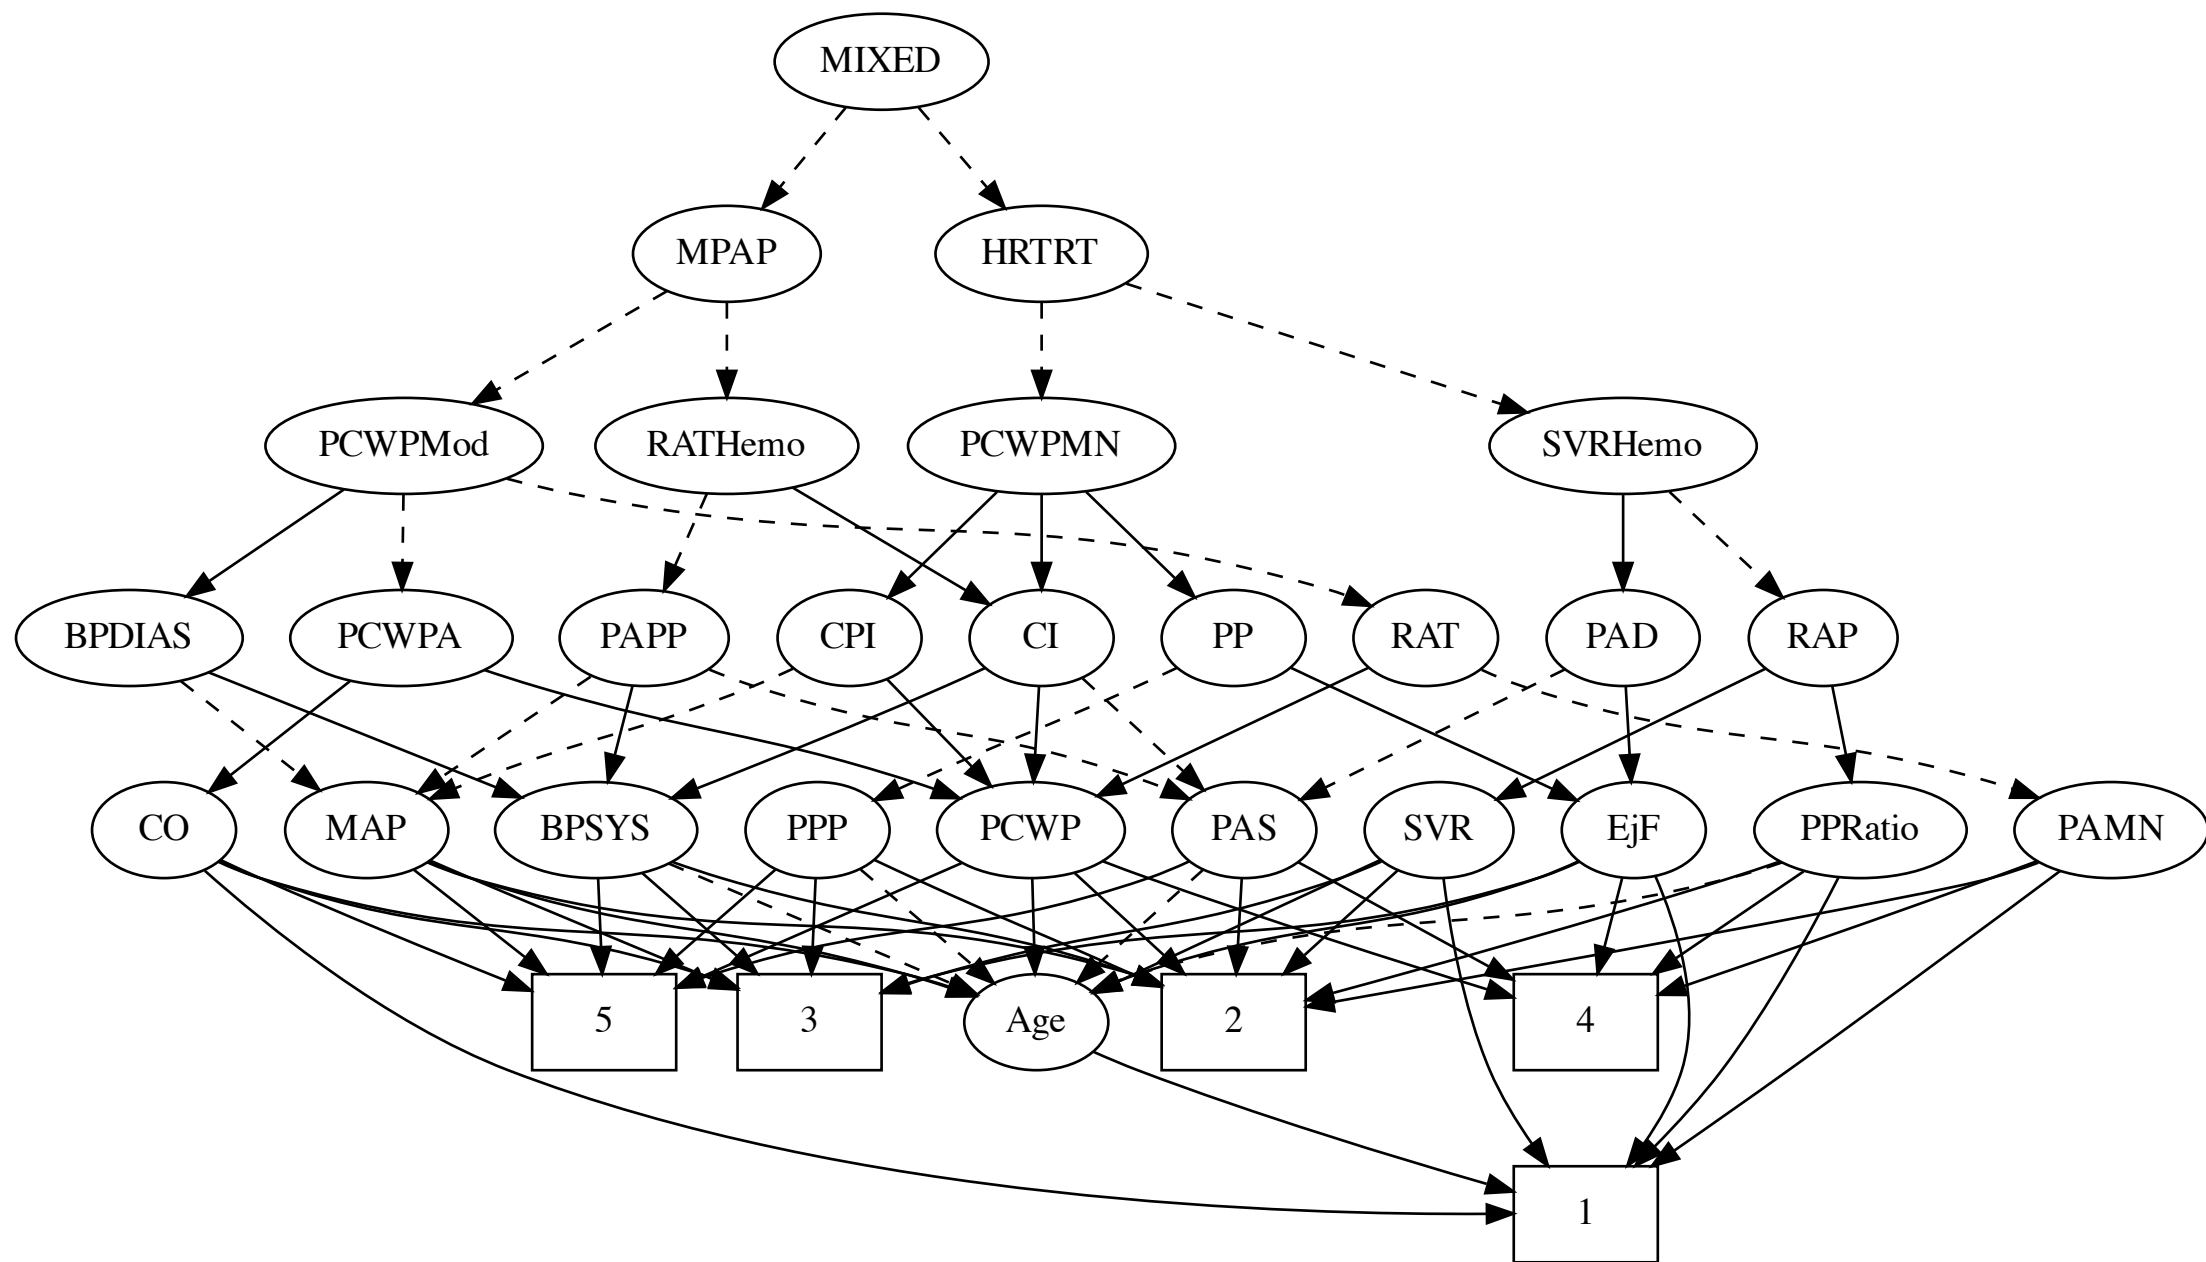 MIXED
MPAP
HRTRT
PCWPMod
RATHemo
PCWPMN
SVRHemo
BPDIAS
PCWPA
PAPP
CPI
CI
PP
RAT
PAD
RAP
CO
MAP
BPSYS
PPP
PCWP
PAS
SVR
EjF
PPRatio
PAMN
5
3
Age
2
4
1